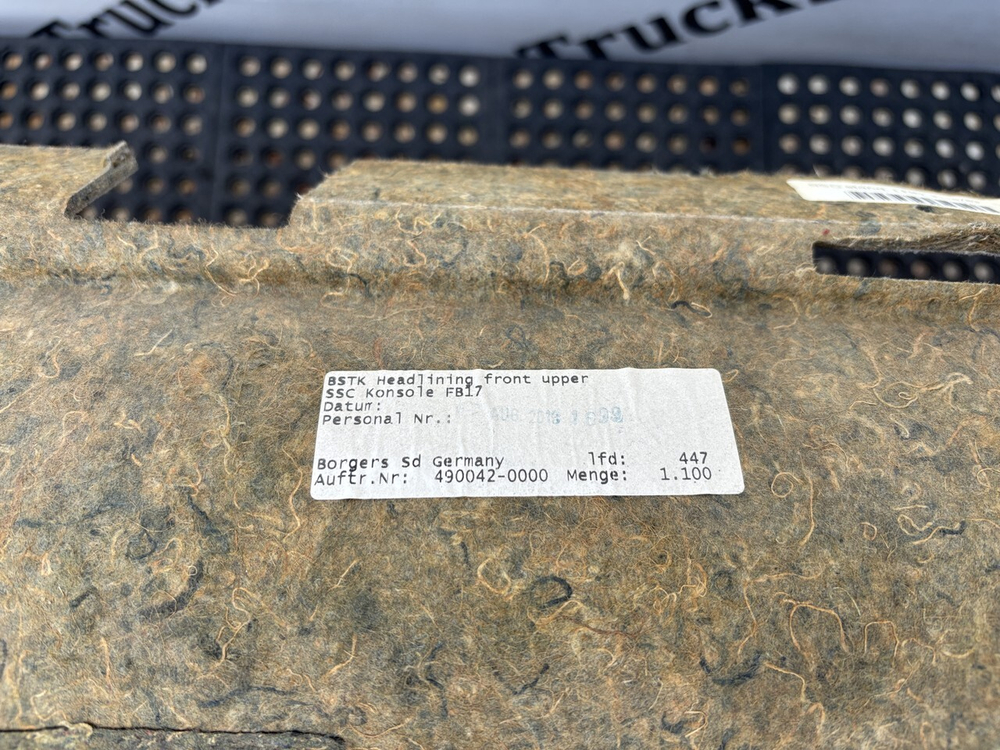 Truck
BSTK Headlining front upper
SSC Konsole FB17
Datum:
Personal Nr.:
Borgers Sd Germany lfd: 447
Auftr.Nr: 490042-0000 Menge: 1.100